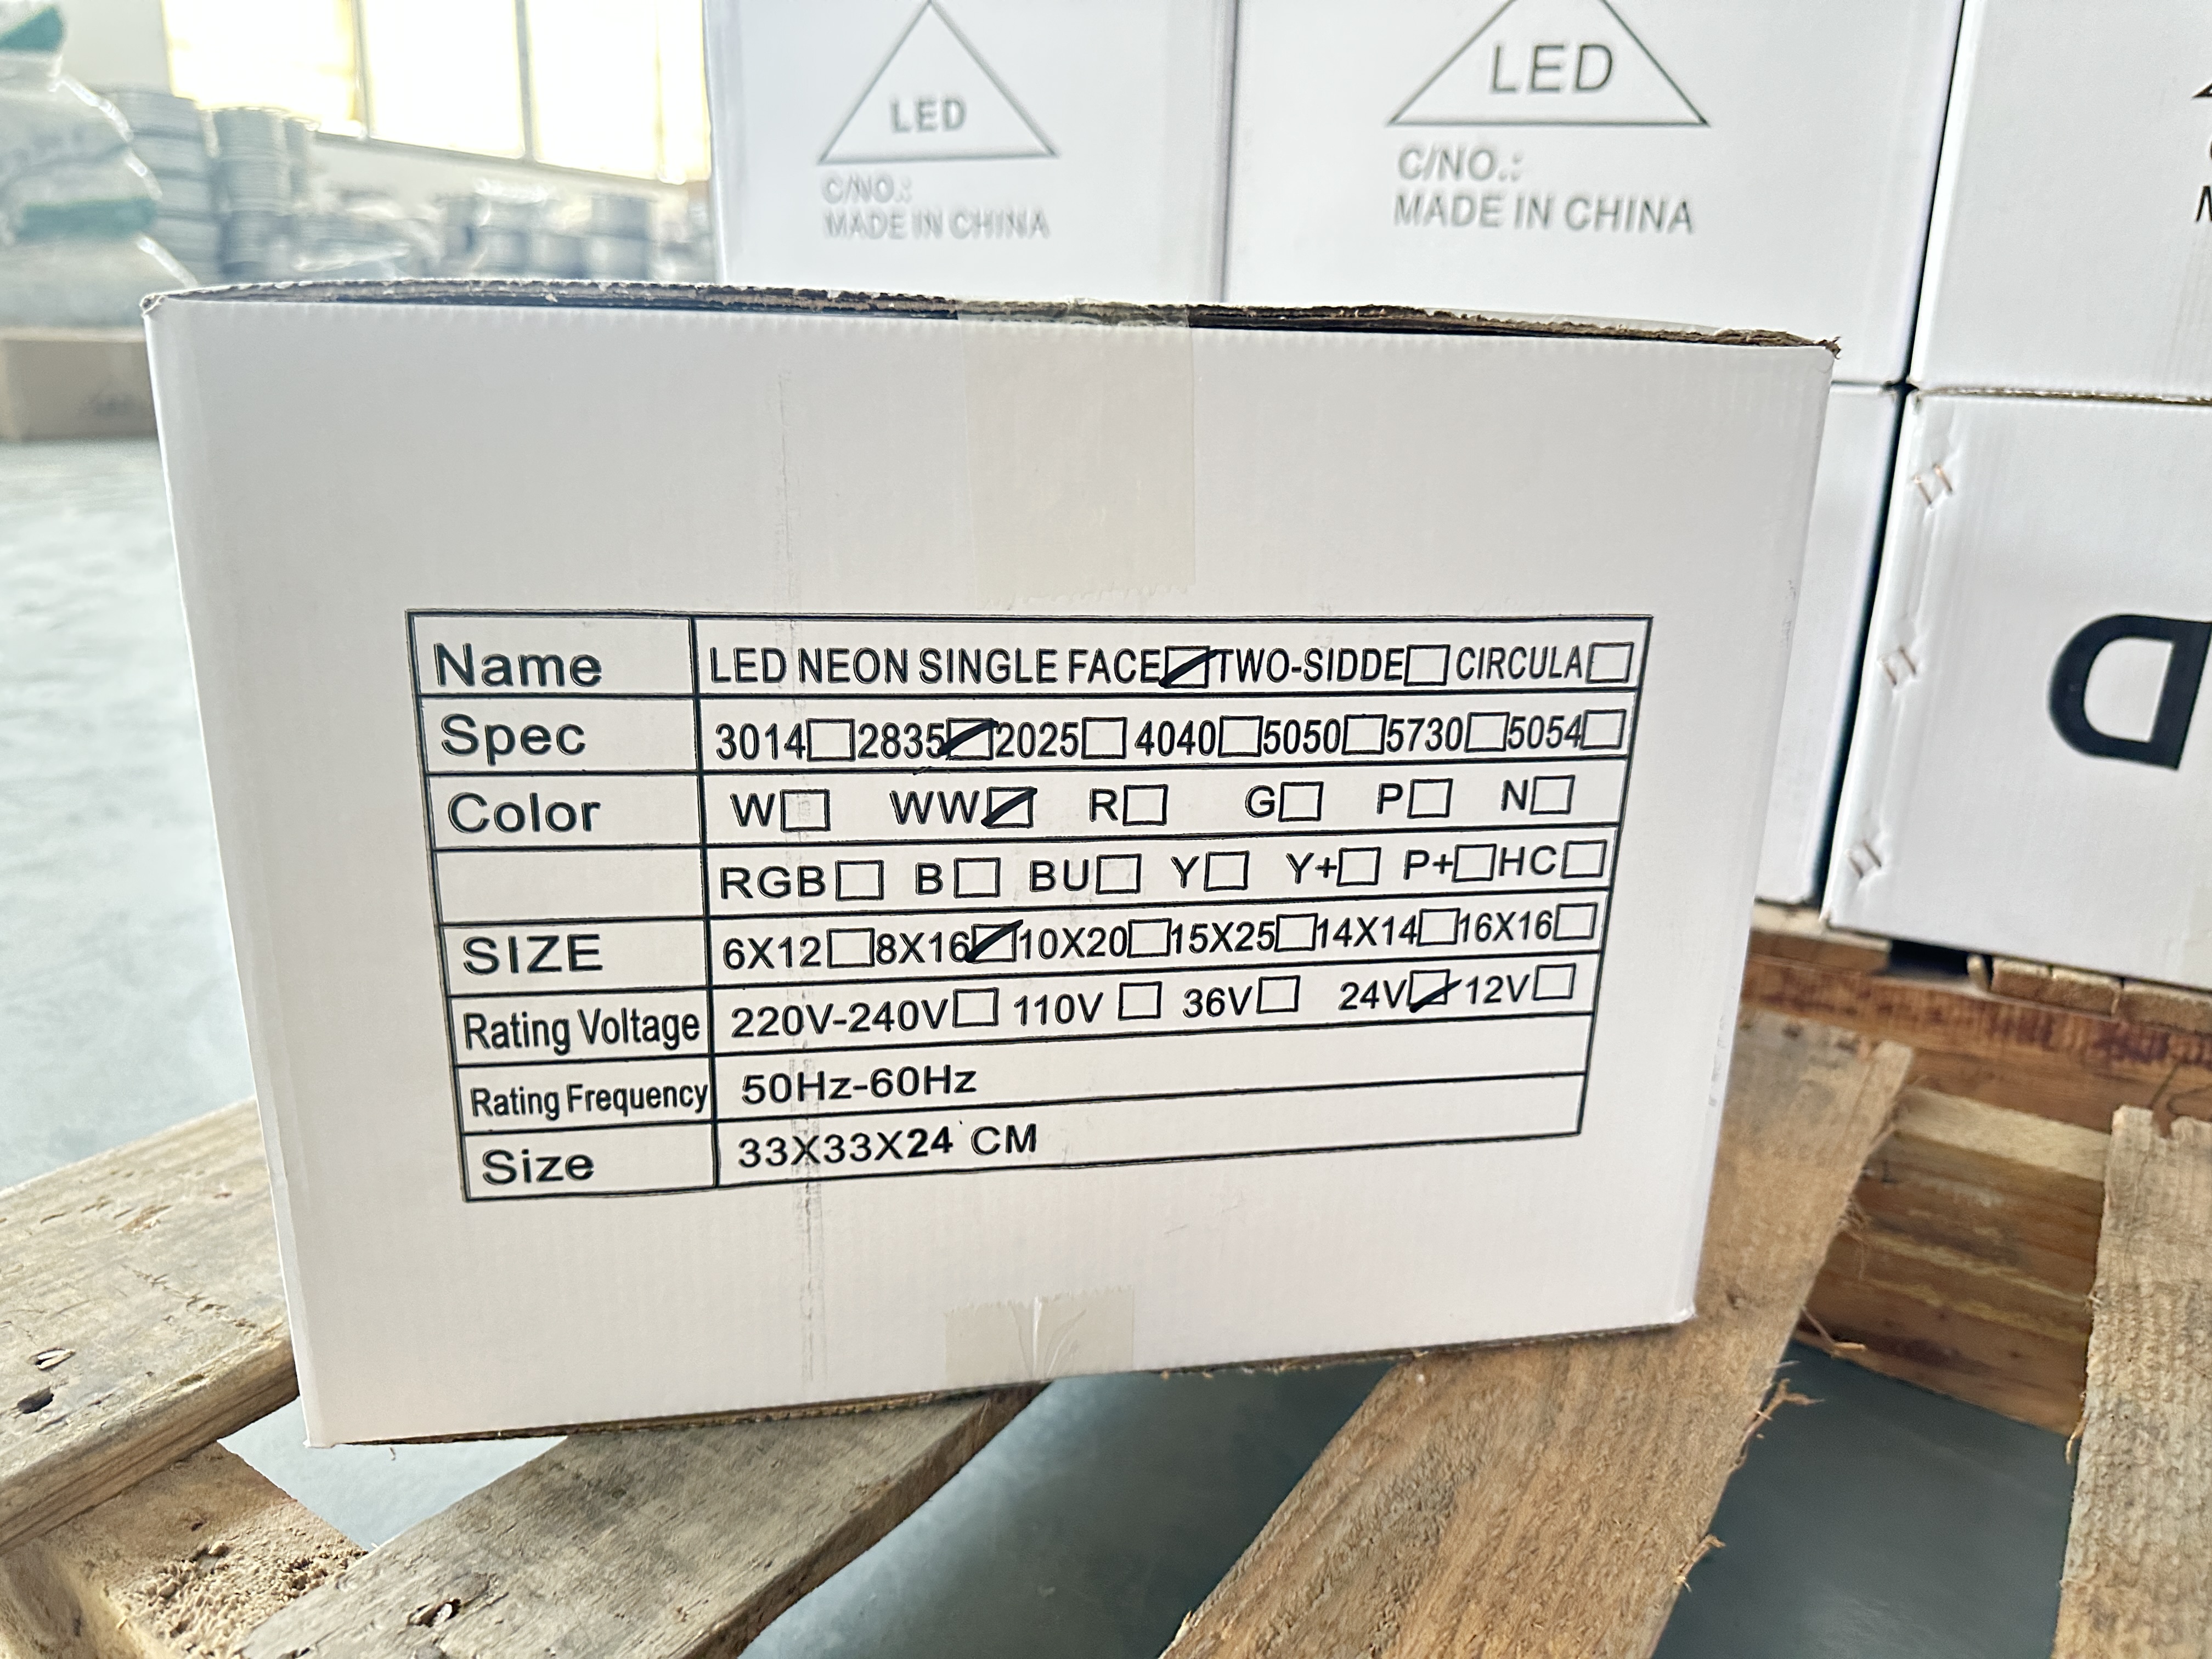 LED
C/NO.:
MADE IN CHINA
LED
C/NO.:
MADE IN CHINA
Name LED NEON SINGLE FACE☑TWO-SIDDE☐CIRCULA☐
Spec 3014☐2835☑2025☐4040☐5050☐5730☐5054☐
Color W☐ WW☑ R☐ G☐ P☐ N☐
RGB☐ B☐ BU☐ Y☐ Y+☐ P+☐HC☐
SIZE 6X12☐8X16☑10X20☐15X25☐14X14☐16X16☐
Rating Voltage 220V-240V☐ 110V☐ 36V☐ 24V☑12V☐
Rating Frequency 50Hz-60Hz
Size 33X33X24 CM
D